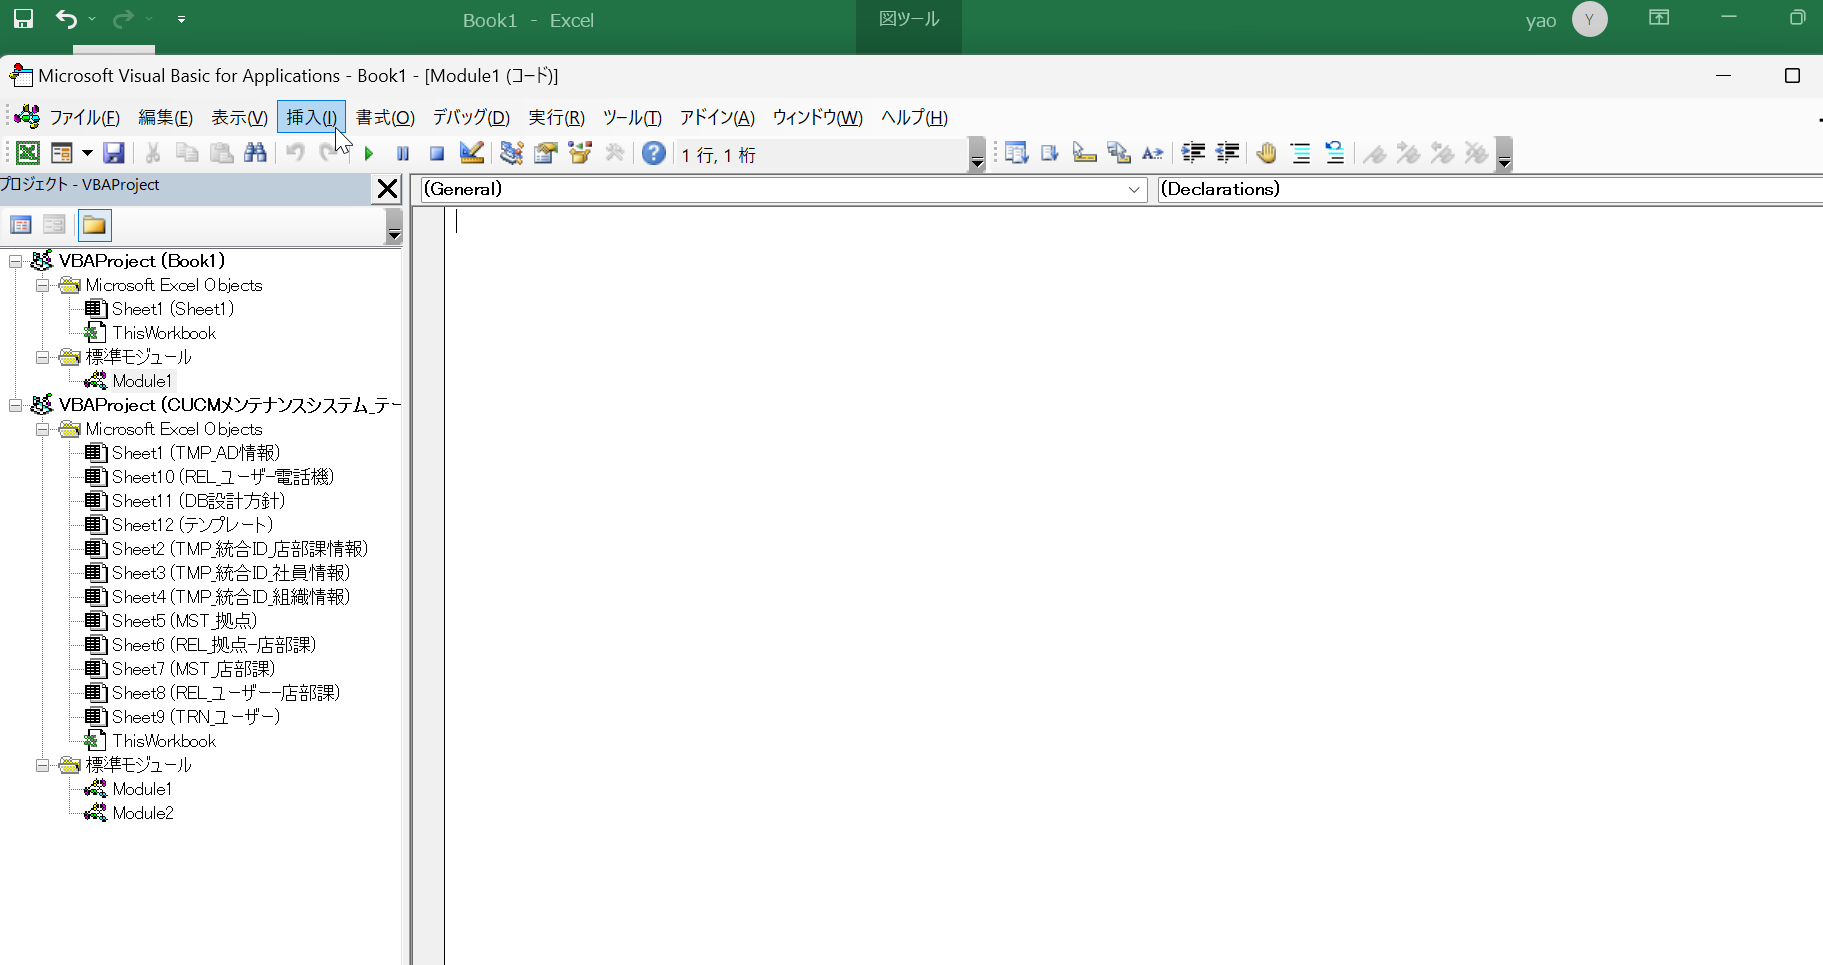 Book1 - Excel
図ツール
yao
Y
Microsoft Visual Basic for Applications - Book1 - [Module1 (コード)]
ファイル(F) 編集(E) 表示(V) 挿入(I) 書式(O) デバッグ(D) 実行(R) ツール(T) アドイン(A) ウィンドウ(W) ヘルプ(H)
1 行, 1 桁
プロジェクト - VBAProject
(General)
(Declarations)
VBAProject (Book1)
Microsoft Excel Objects
Sheet1 (Sheet1)
ThisWorkbook
標準モジュール
Module1
VBAProject (CUCMメンテナンスシステム_テー
Microsoft Excel Objects
Sheet1 (TMP_AD情報)
Sheet10 (REL_ユーザー電話機)
Sheet11 (DB設計方針)
Sheet12 (テンプレート)
Sheet2 (TMP_統合ID_店部課情報)
Sheet3 (TMP_統合ID_社員情報)
Sheet4 (TMP_統合ID_組織情報)
Sheet5 (MST_拠点)
Sheet6 (REL_拠点-店部課)
Sheet7 (MST_店部課)
Sheet8 (REL_ユーザー-店部課)
Sheet9 (TRN_ユーザー)
ThisWorkbook
標準モジュール
Module1
Module2